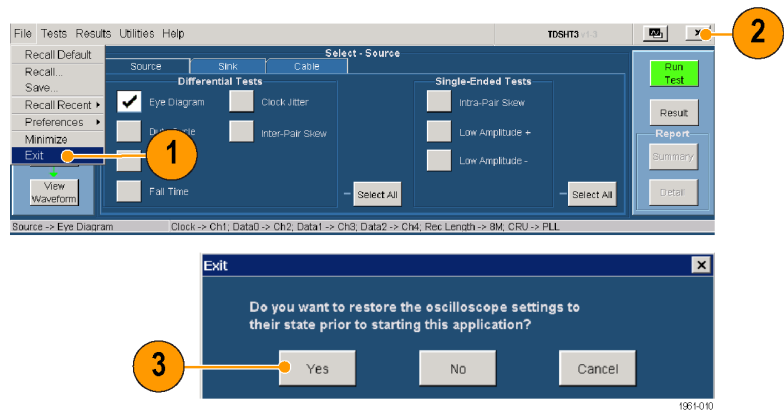 File Tests Results Utilities Help TDSHT3 v1.3
2
Recall Default
Recall...
Save...
Recall Recent
Preferences
Minimize
Exit
1
View
Waveform
Select - Source
Source Sink Cable
Differential Tests
Eye Diagram Clock Jitter
Inter-Pair Skew
Fall Time
Select All
Single-Ended Tests
Intra-Pair Skew
Low Amplitude +
Low Amplitude -
Select All
Run
Test
Result
Report
Summary
Detail
Source -> Eye Diagram Clock -> Ch1; Data0 -> Ch2; Data1 -> Ch3; Data2 -> Ch4; Rec Length -> 8M; CRU -> PLL
Exit
Do you want to restore the oscilloscope settings to
their state prior to starting this application?
3
Yes No Cancel
1961-010